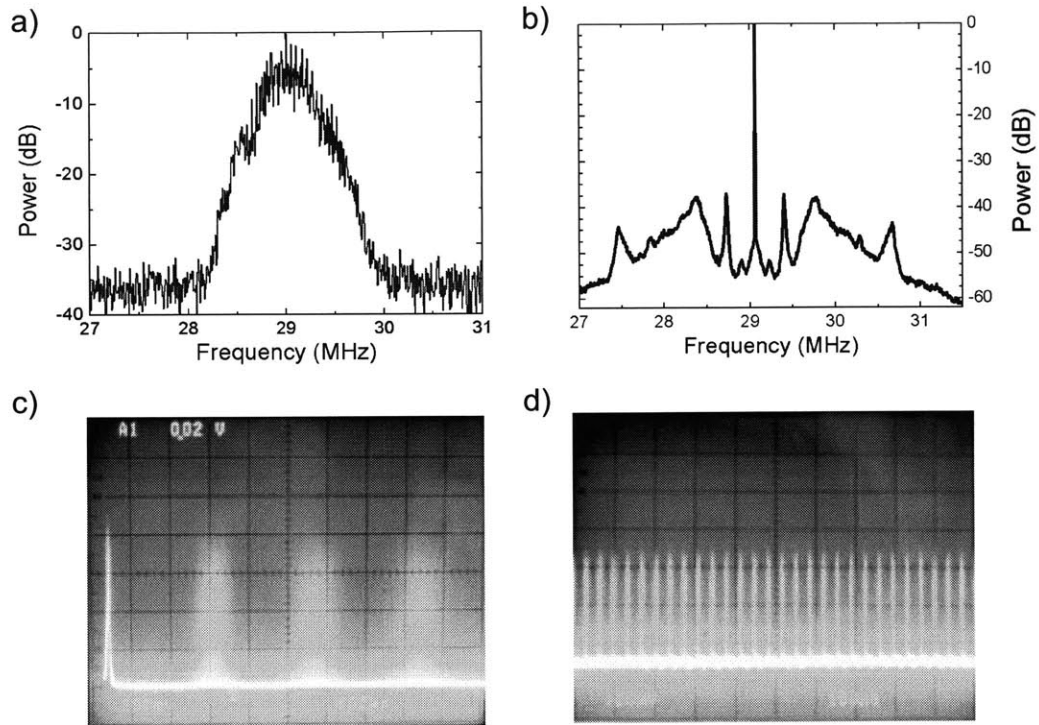 a)
0
-10
-20
-30
-40
Power (dB)
27 28 29 30 31
Frequency (MHz)
b)
0
-10
-20
-30
-40
-50
-60
Power (dB)
27 28 29 30 31
Frequency (MHz)
c)
A1 0.02 V
d)